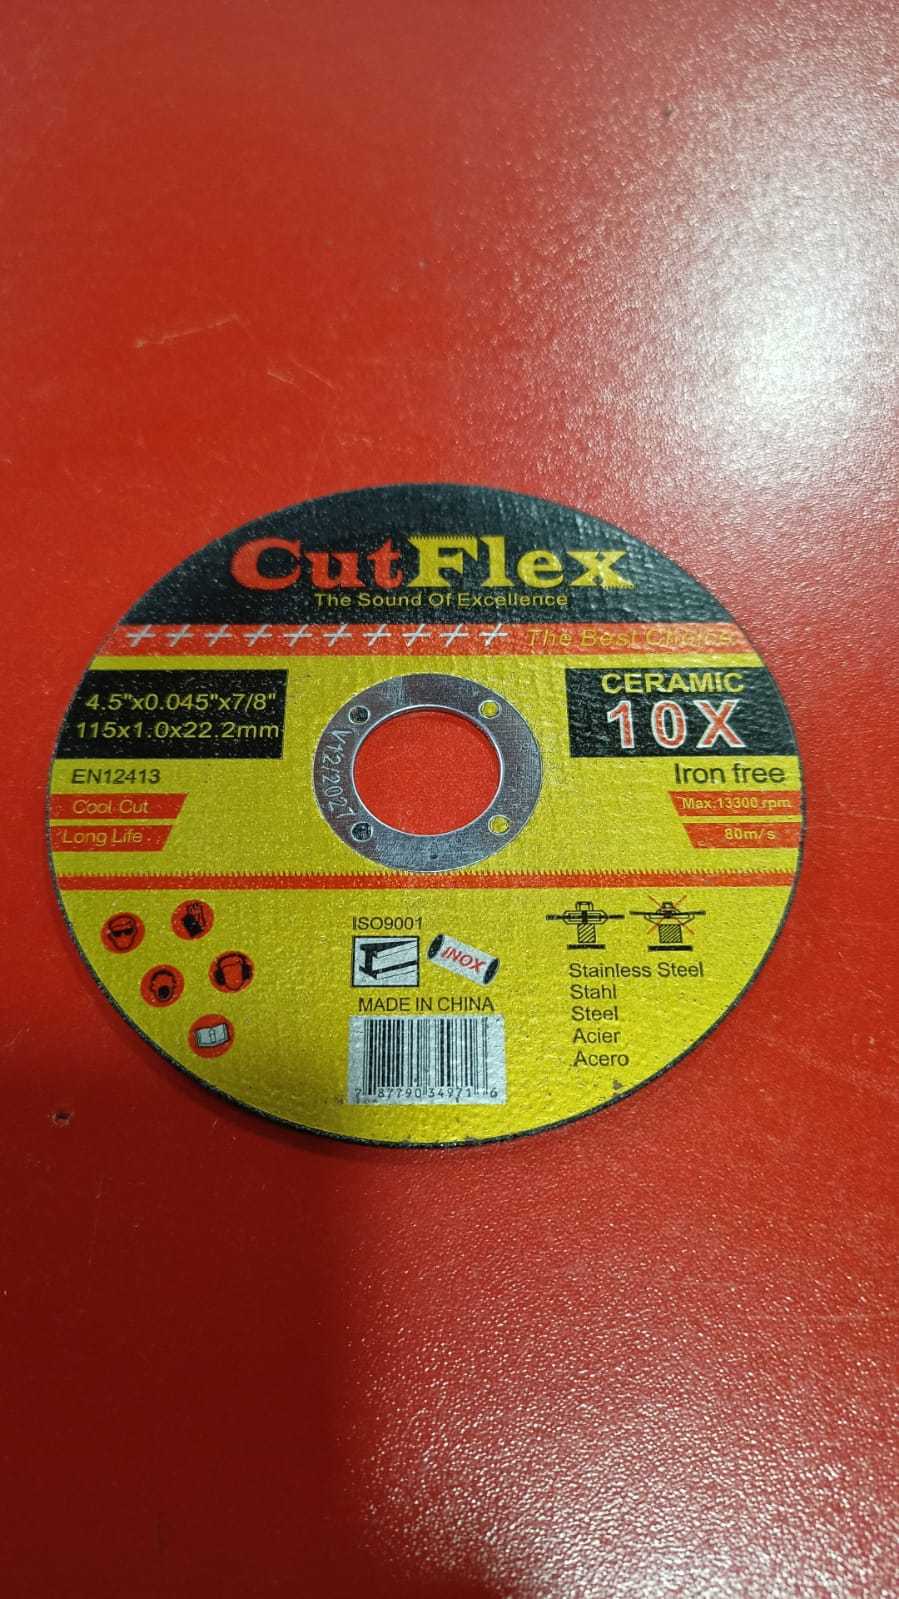 CutFlex
The Sound Of Excellence
The Best Choice
4.5"x0.045"x7/8"
115x1.0x22.2mm
CERAMIC
10X
EN12413
Iron free
Cool Cut
Max.13300 rpm
Long Life
80m/s
ISO9001
INOX
MADE IN CHINA
Stainless Steel
Stahl
Steel
Acier
Acero